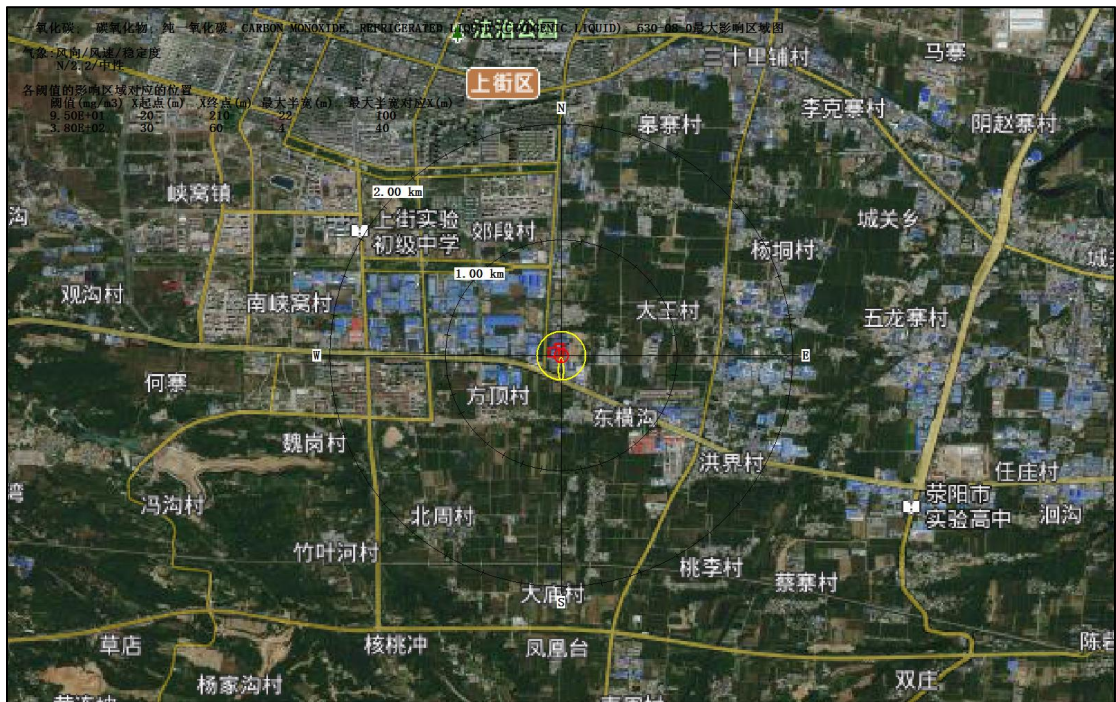 一氧化碳; 碳氧化物; 纯一氧化碳; CARBON MONOXIDE, REFRIGERATED LIQUID (CRYOGENIC LIQUID), 630-08-0最大影响区域图
气象:风向/风速/稳定度
N/2.2/中性
各阈值的影响区域对应的位置
阈值(mg/m3) X起点(m) X终点(m) 最大半宽(m) 最大半宽对应X(m)
9.50E+01 -20 210 22 100
3.80E+02 30 60 4 40
上街区
三十里铺村
马寨
李克寨村
阴赵寨村
皋寨村
N
2.00 km
峡窝镇
沟
上街实验
初级中学
郊段村
城关乡
杨垌村
1.00 km
观沟村
南峡窝村
大王村
五龙寨村
W
E
何寨
方顶村
东横沟
魏岗村
洪界村
任庄村
湾
冯沟村
北周村
荥阳市
实验高中
洄沟
竹叶河村
桃李村
蔡寨村
大庙村
S
草店
核桃冲
凤凰台
杨家沟村
双庄